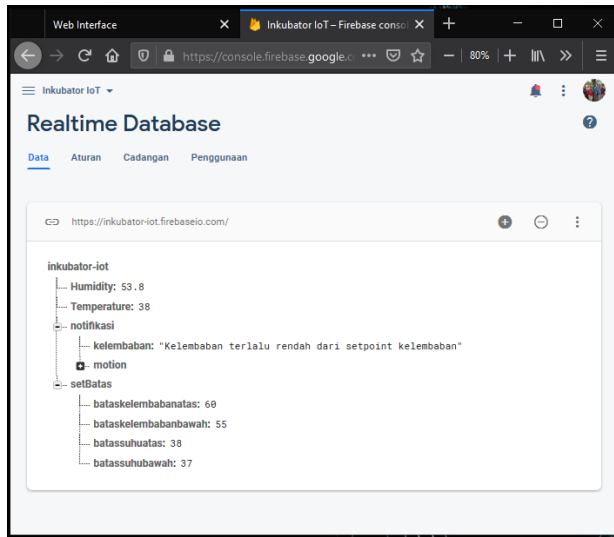 Web Interface
Inkubator IoT – Firebase consol
https://console.firebase.google.c
80%
Inkubator IoT
Realtime Database
Data Aturan Cadangan Penggunaan
https://inkubator-iot.firebaseio.com/
inkubator-iot
Humidity: 53.8
Temperature: 38
notifikasi
kelembaban: "Kelembaban terlalu rendah dari setpoint kelembaban"
motion
setBatas
bataskelembabanatas: 60
bataskelembabanbawah: 55
batassuhuatas: 38
batassuhubawah: 37